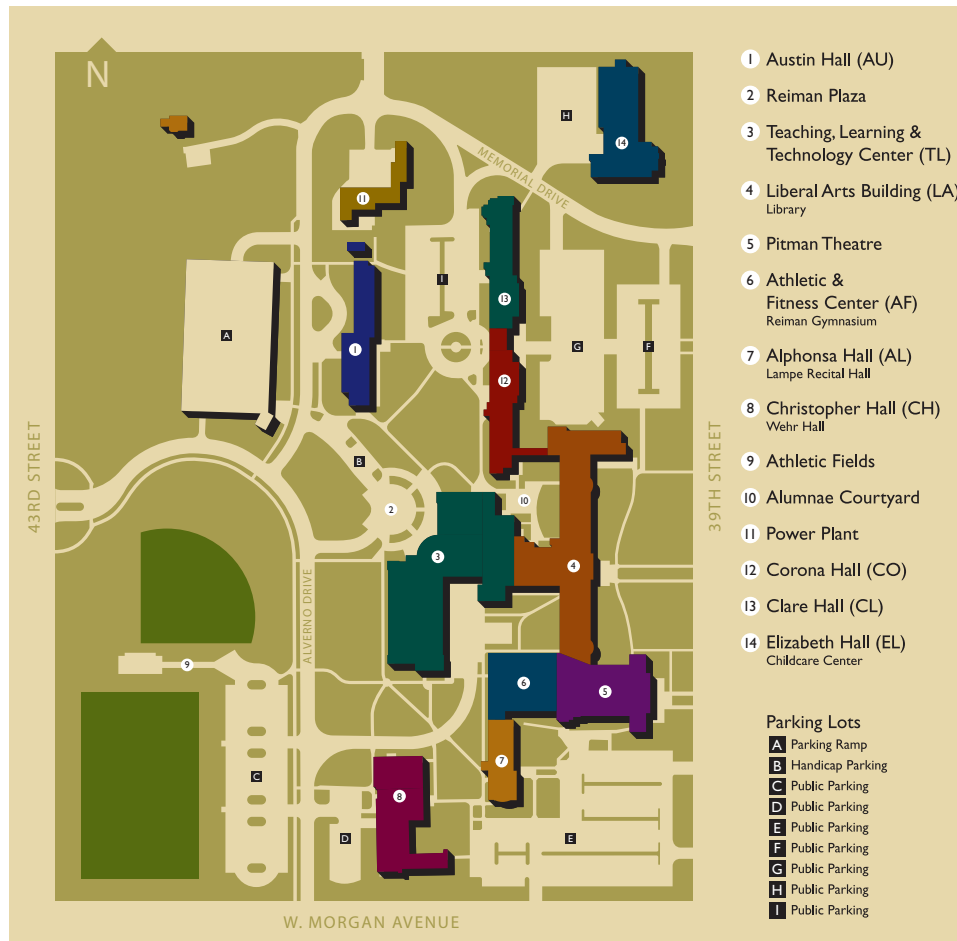 N
MEMORIAL DRIVE
43RD STREET
39TH STREET
ALVERNO DRIVE
W. MORGAN AVENUE
H
14
11
I
13
A
1
G
F
12
B
2
10
3
4
9
6
5
7
C
8
D
E
1 Austin Hall (AU)
2 Reiman Plaza
3 Teaching, Learning &
Technology Center (TL)
4 Liberal Arts Building (LA)
Library
5 Pitman Theatre
6 Athletic &
Fitness Center (AF)
Reiman Gymnasium
7 Alphonsa Hall (AL)
Lampe Recital Hall
8 Christopher Hall (CH)
Wehr Hall
9 Athletic Fields
10 Alumnae Courtyard
11 Power Plant
12 Corona Hall (CO)
13 Clare Hall (CL)
14 Elizabeth Hall (EL)
Childcare Center
Parking Lots
A Parking Ramp
B Handicap Parking
C Public Parking
D Public Parking
E Public Parking
F Public Parking
G Public Parking
H Public Parking
I Public Parking